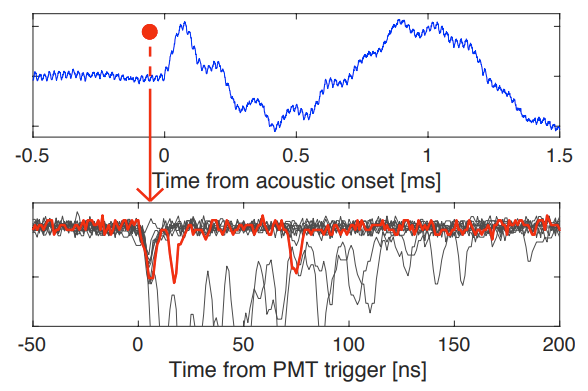 -0.5 0 0.5 1 1.5
Time from acoustic onset [ms]
-50 0 50 100 150 200
Time from PMT trigger [ns]